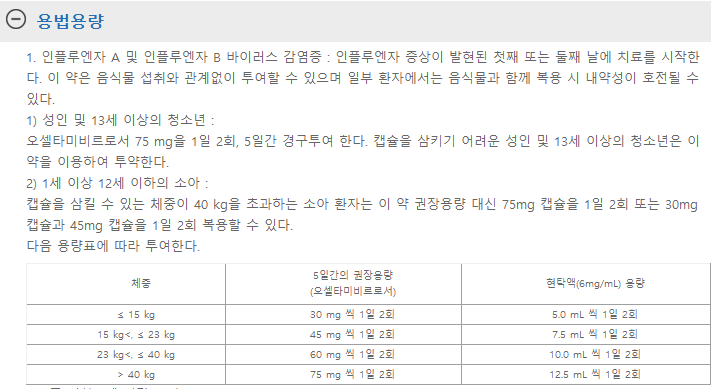 용법용량
1. 인플루엔자 A 및 인플루엔자 B 바이러스 감염증 : 인플루엔자 증상이 발현된 첫째 또는 둘째 날에 치료를 시작한
다. 이 약은 음식물 섭취와 관계없이 투여할 수 있으며 일부 환자에서는 음식물과 함께 복용 시 내약성이 호전될 수
있다.
1) 성인 및 13세 이상의 청소년 :
오셀타미비르로서 75 mg을 1일 2회, 5일간 경구투여 한다. 캡슐을 삼키기 어려운 성인 및 13세 이상의 청소년은 이
약을 이용하여 투약한다.
2) 1세 이상 12세 이하의 소아 :
캡슐을 삼킬 수 있는 체중이 40 kg을 초과하는 소아 환자는 이 약 권장용량 대신 75mg 캡슐을 1일 2회 또는 30mg
캡슐과 45mg 캡슐을 1일 2회 복용할 수 있다.
다음 용량표에 따라 투여한다.
체중 5일간의 권장용량 (오셀타미비르로서) 현탁액(6mg/mL) 용량
≤ 15 kg 30 mg 씩 1일 2회 5.0 mL 씩 1일 2회
15 kg<, ≤ 23 kg 45 mg 씩 1일 2회 7.5 mL 씩 1일 2회
23 kg<, ≤ 40 kg 60 mg 씩 1일 2회 10.0 mL 씩 1일 2회
> 40 kg 75 mg 씩 1일 2회 12.5 mL 씩 1일 2회